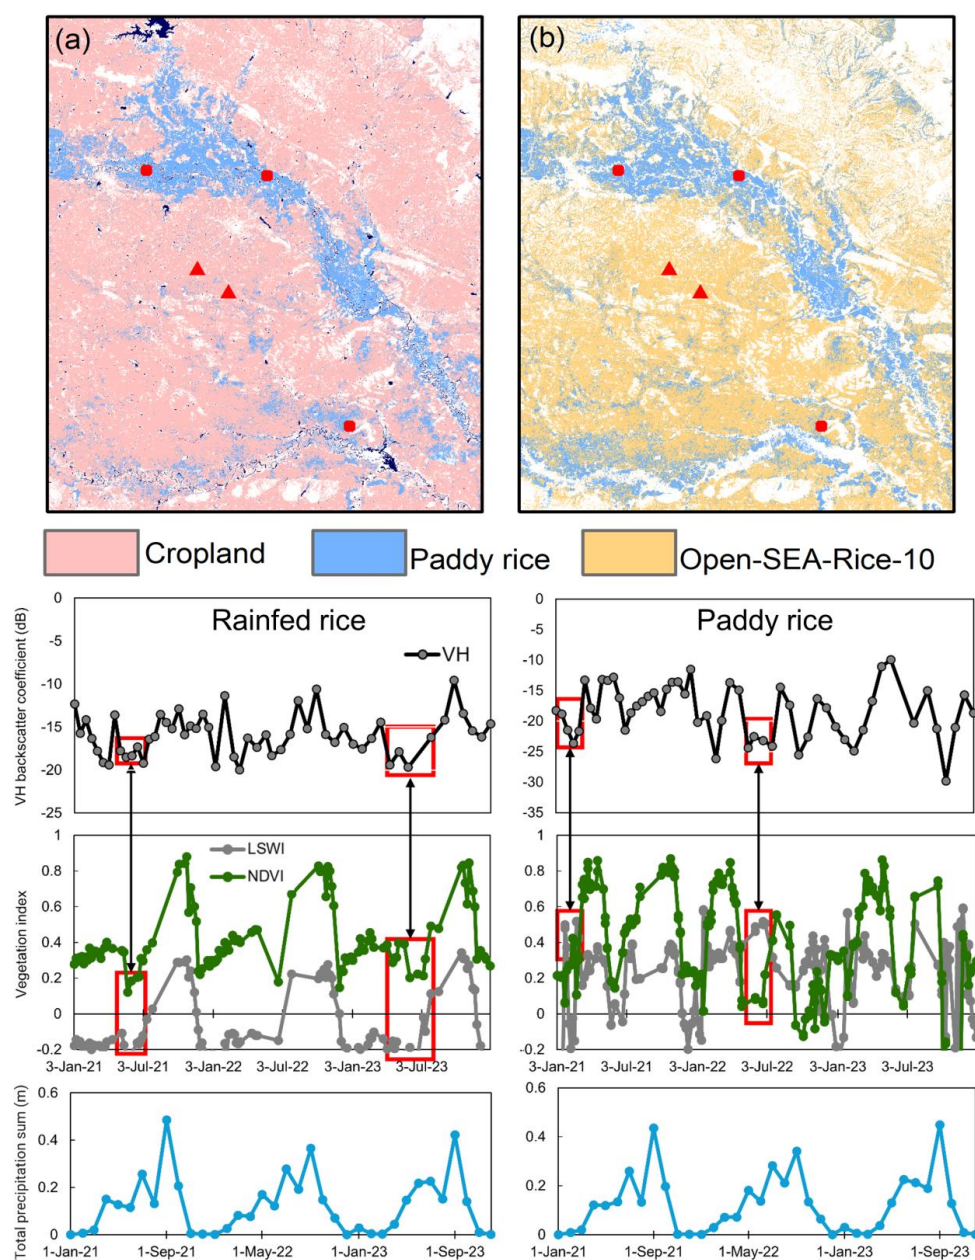 (a)
(b)
Cropland
Paddy rice
Open-SEA-Rice-10
VH backscatter coefficient (dB)
0
-5
-10
-15
-20
-25
Rainfed rice
VH
0
-5
-10
-15
-20
-25
-30
-35
Paddy rice
Vegetation index
1
0.8
0.6
0.4
0.2
0
-0.2
LSWI
NDVI
3-Jan-21
3-Jul-21
3-Jan-22
3-Jul-22
3-Jan-23
3-Jul-23
1
0.8
0.6
0.4
0.2
0
-0.2
3-Jan-21
3-Jul-21
3-Jan-22
3-Jul-22
3-Jan-23
3-Jul-23
Total precipitation sum (m)
0.6
0.4
0.2
0
1-Jan-21
1-Sep-21
1-May-22
1-Jan-23
1-Sep-23
0.6
0.4
0.2
0
1-Jan-21
1-Sep-21
1-May-22
1-Jan-23
1-Sep-23